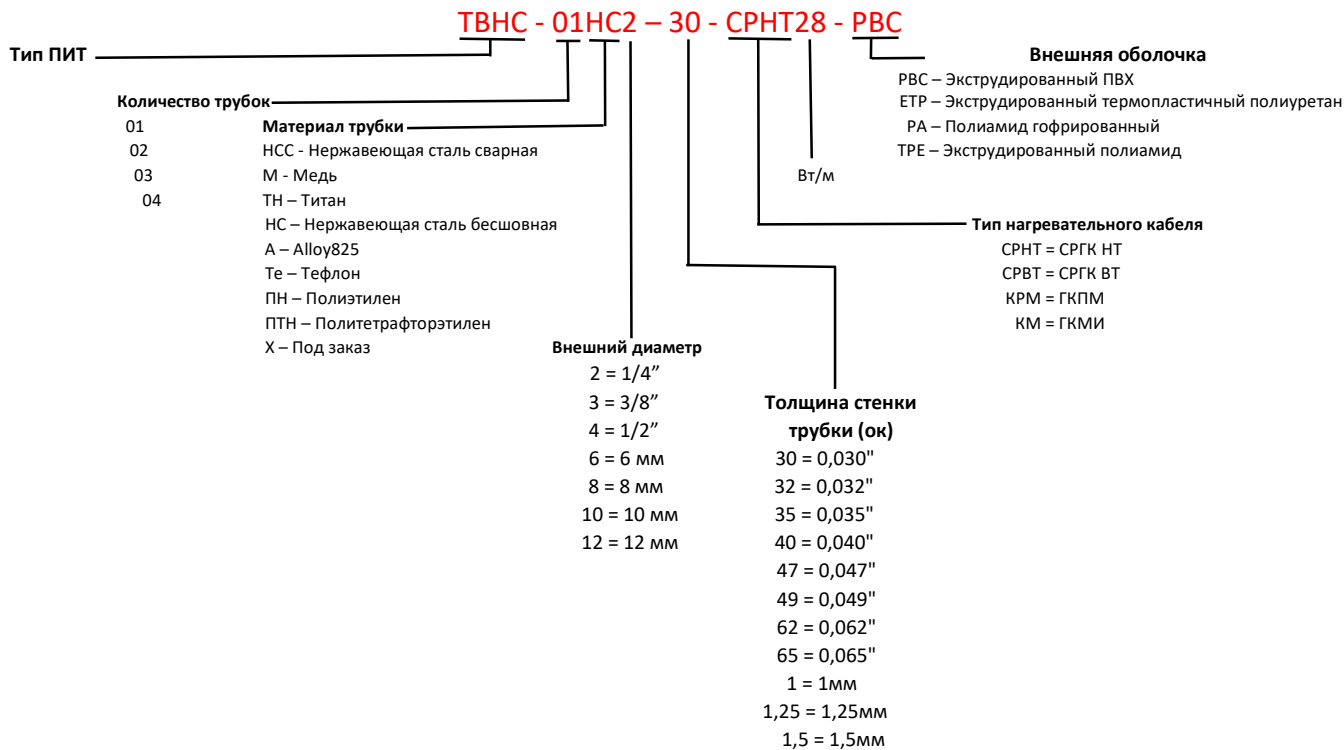 ТВНС - 01НС2 – 30 - СРНТ28 - РВС
Тип ПИТ
Внешняя оболочка
РВС – Экструдированный ПВХ
ЕТР – Экструдированный термопластичный полиуретан
РА – Полиамид гофрированный
ТРЕ – Экструдированный полиамид
Количество трубок
01
02
03
04
Материал трубки
НСС - Нержавеющая сталь сварная
М - Медь
ТН – Титан
НС – Нержавеющая сталь бесшовная
А – Alloy825
Те – Тефлон
ПН – Полиэтилен
ПТН – Политетрафторэтилен
Х – Под заказ
Вт/м
Тип нагревательного кабеля
СРНТ = СРГК НТ
СРВТ = СРГК ВТ
КРМ = ГКПМ
КМ = ГКМИ
Внешний диаметр
2 = 1/4”
3 = 3/8”
4 = 1/2”
6 = 6 мм
8 = 8 мм
10 = 10 мм
12 = 12 мм
Толщина стенки
трубки (ок)
30 = 0,030"
32 = 0,032"
35 = 0,035"
40 = 0,040"
47 = 0,047"
49 = 0,049"
62 = 0,062"
65 = 0,065"
1 = 1мм
1,25 = 1,25мм
1,5 = 1,5мм